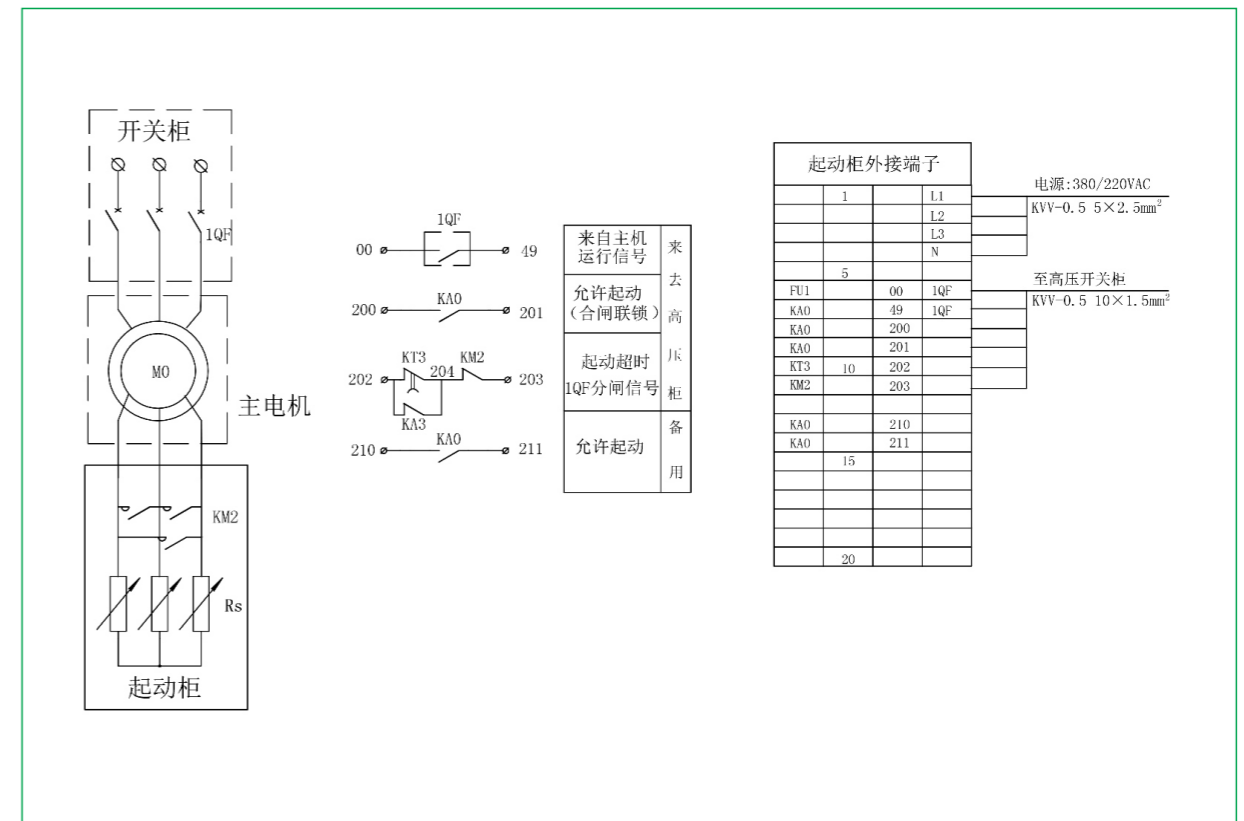 开关柜
1QF
MO
主电机
KM2
Rs
起动柜
1QF
00 49
KA0
200 201
KT3 KM2
202 204 203
KA3
KA0
210 211
来自主机
运行信号
允许起动
(合闸联锁)
起动超时
1QF分闸信号
允许起动
来
去
高
压
柜
备
用
起动柜外接端子
1 L1
L2
L3
N
5
FU1 00 1QF
KA0 49 1QF
KA0 200
KA0 201
KT3 10 202
KM2 203
KA0 210
KA0 211
15
20
电源:380/220VAC
KVV-0.5 5×2.5mm²
至高压开关柜
KVV-0.5 10×1.5mm²